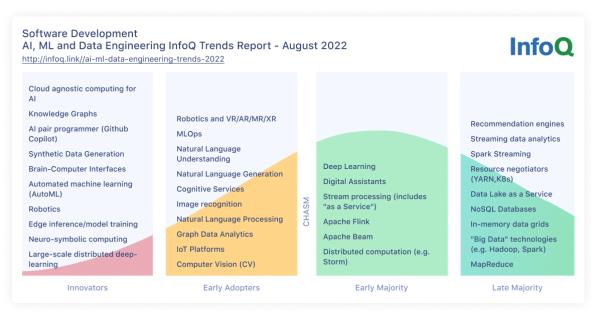 Software Development
AI, ML and Data Engineering InfoQ Trends Report - August 2022
http://infoq.link//ai-ml-data-engineering-trends-2022
InfoQ
Cloud agnostic computing for
AI
Knowledge Graphs
AI pair programmer (Github
Copilot)
Synthetic Data Generation
Brain-Computer Interfaces
Automated machine learning
(AutoML)
Robotics
Edge inference/model training
Neuro-symbolic computing
Large-scale distributed deep-
learning
Innovators
Robotics and VR/AR/MR/XR
MLOps
Natural Language
Understanding
Natural Language Generation
Cognitive Services
Image recognition
Natural Language Processing
Graph Data Analytics
IoT Platforms
Computer Vision (CV)
Early Adopters
CHASM
Deep Learning
Digital Assistants
Stream processing (includes
"as a Service")
Apache Flink
Apache Beam
Distributed computation (e.g.
Storm)
Early Majority
Recommendation engines
Streaming data analytics
Spark Streaming
Resource negotiators
(YARN,K8s)
Data Lake as a Service
NoSQL Databases
In-memory data grids
"Big Data" technologies
(e.g. Hadoop, Spark)
MapReduce
Late Majority